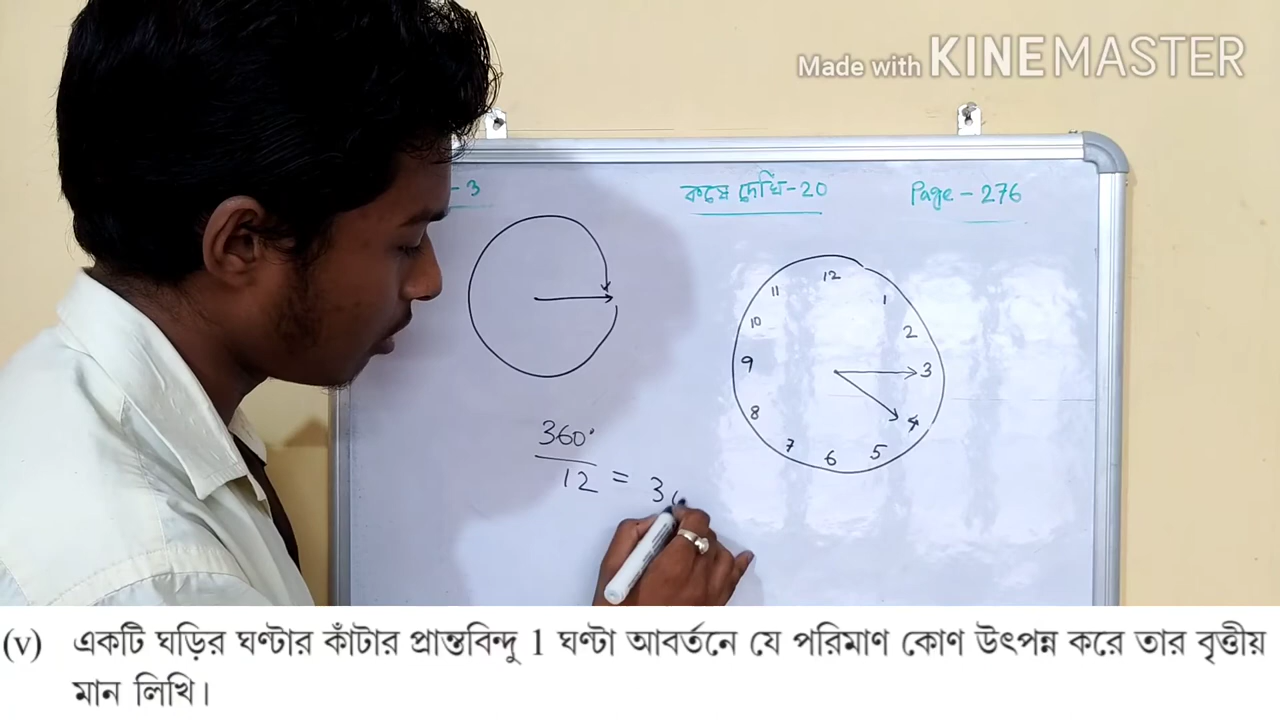 Made with KINEMASTER
-3 কষে দেখি-20 Page - 276
12
11 1
10 2
9 3
8 4
7 6 5
360°
12 = 30
(v) একটি ঘড়ির ঘণ্টার কাঁটার প্রান্তবিন্দু 1 ঘণ্টা আবর্তনে যে পরিমাণ কোণ উৎপন্ন করে তার বৃত্তীয়
মান লিখি।